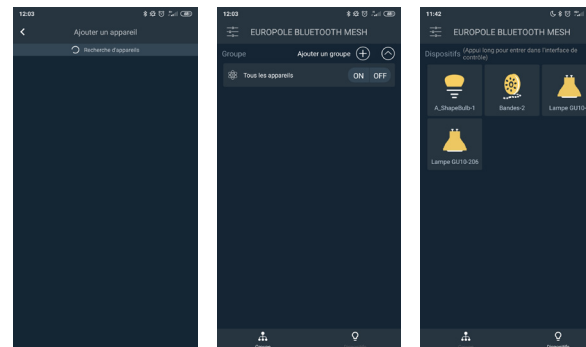 12:03
Ajouter un appareil
Recherche d'appareils
12:03
EUROPOLE BLUETOOTH MESH
Groupe
Ajouter un groupe
Tous les appareils
ON OFF
11:42
EUROPOLE BLUETOOTH MESH
Dispositifs (Appui long pour entrer dans l'interface de
contrôle)
A_ShapeBulb-1
Bandes-2
Lampe GU10-
Lampe GU10-206